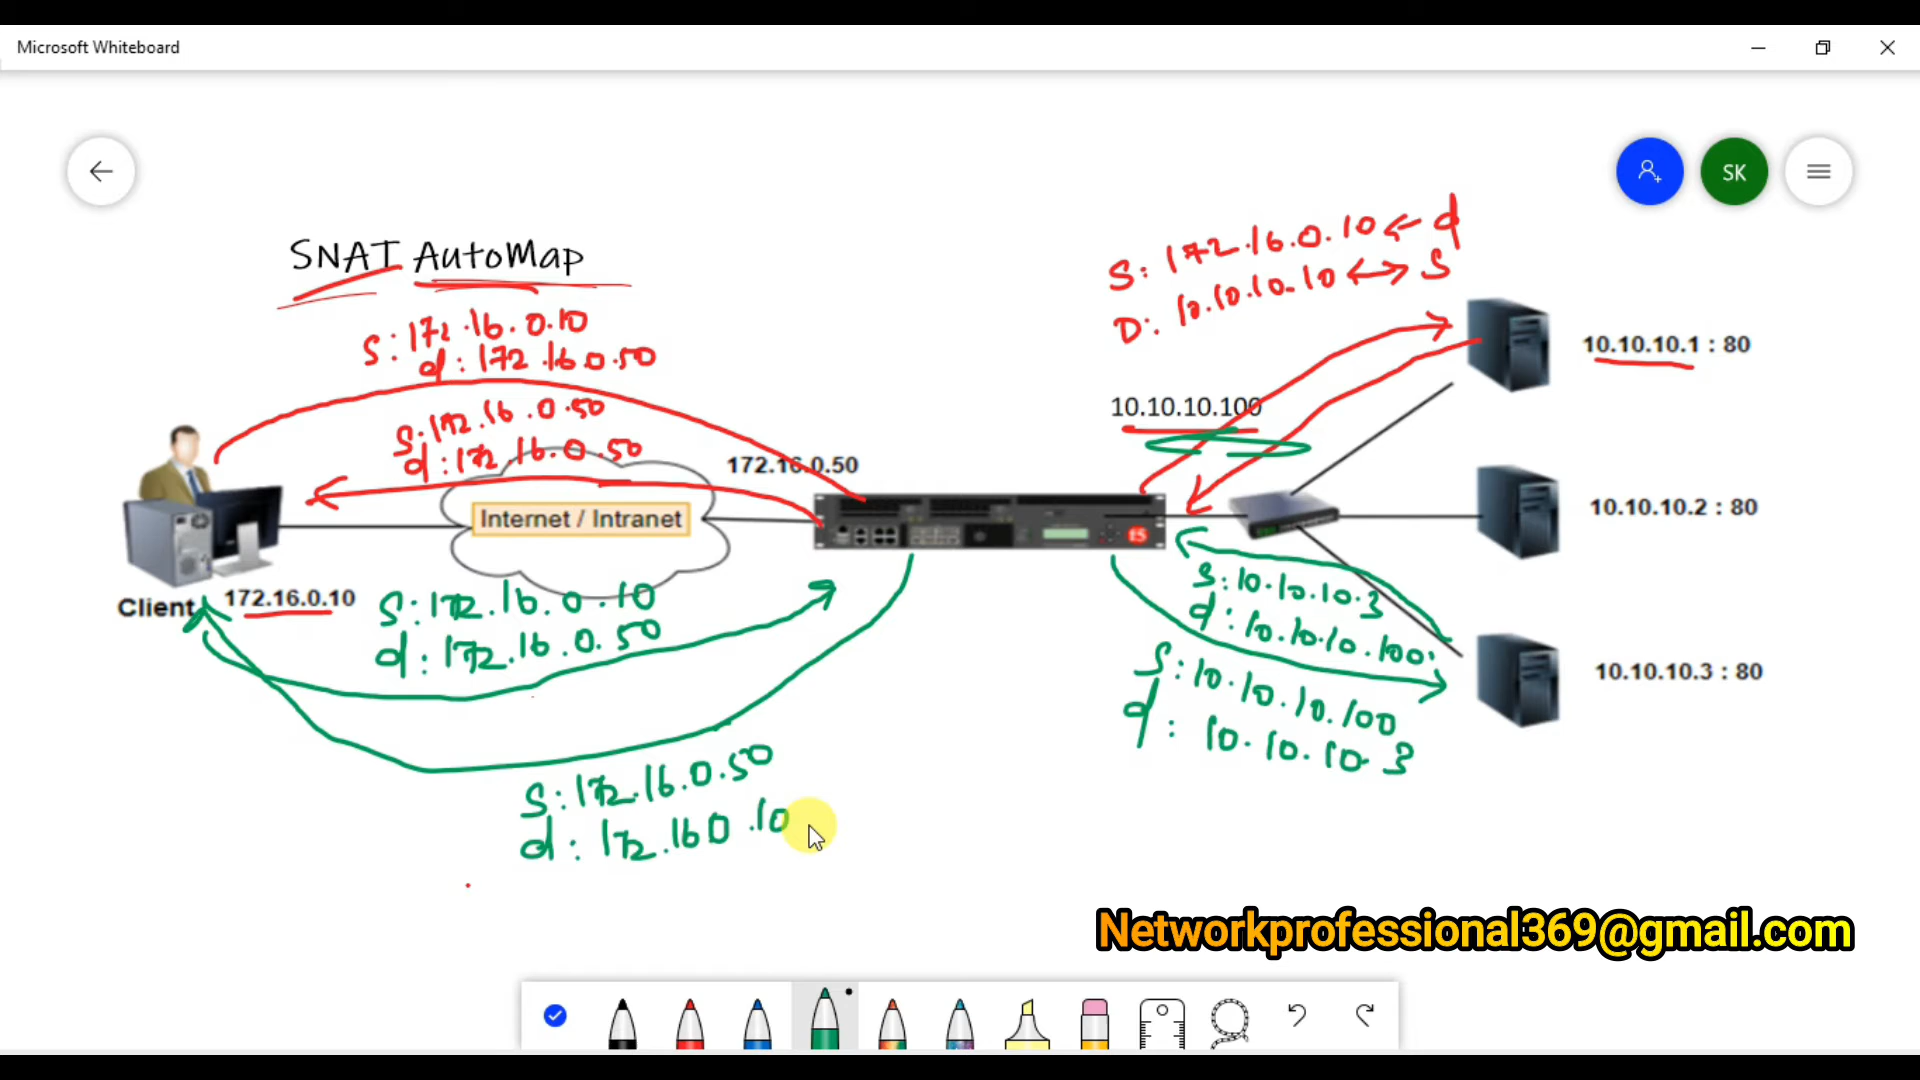 Microsoft Whiteboard
SK
SNAT AutoMap
S: 172.16.0.10
d: 172.16.0.50
S: 172.16.0.50
d: 172.16.0.50
172.16.0.50
Internet / Intranet
Client
172.16.0.10
S: 172.16.0.10
d: 172.16.0.50
S: 172.16.0.50
d: 172.16 0 .10
S: 172.16.0.10 ← d
D: 10.10.10.10 ↔ S
10.10.10.100
10.10.10.1 : 80
10.10.10.2 : 80
10.10.10.3 : 80
S: 10.10.10.3
d: 10.10.10.100.
S: 10.10.10.100
d: 10.10.10.3
Networkprofessional369@gmail.com